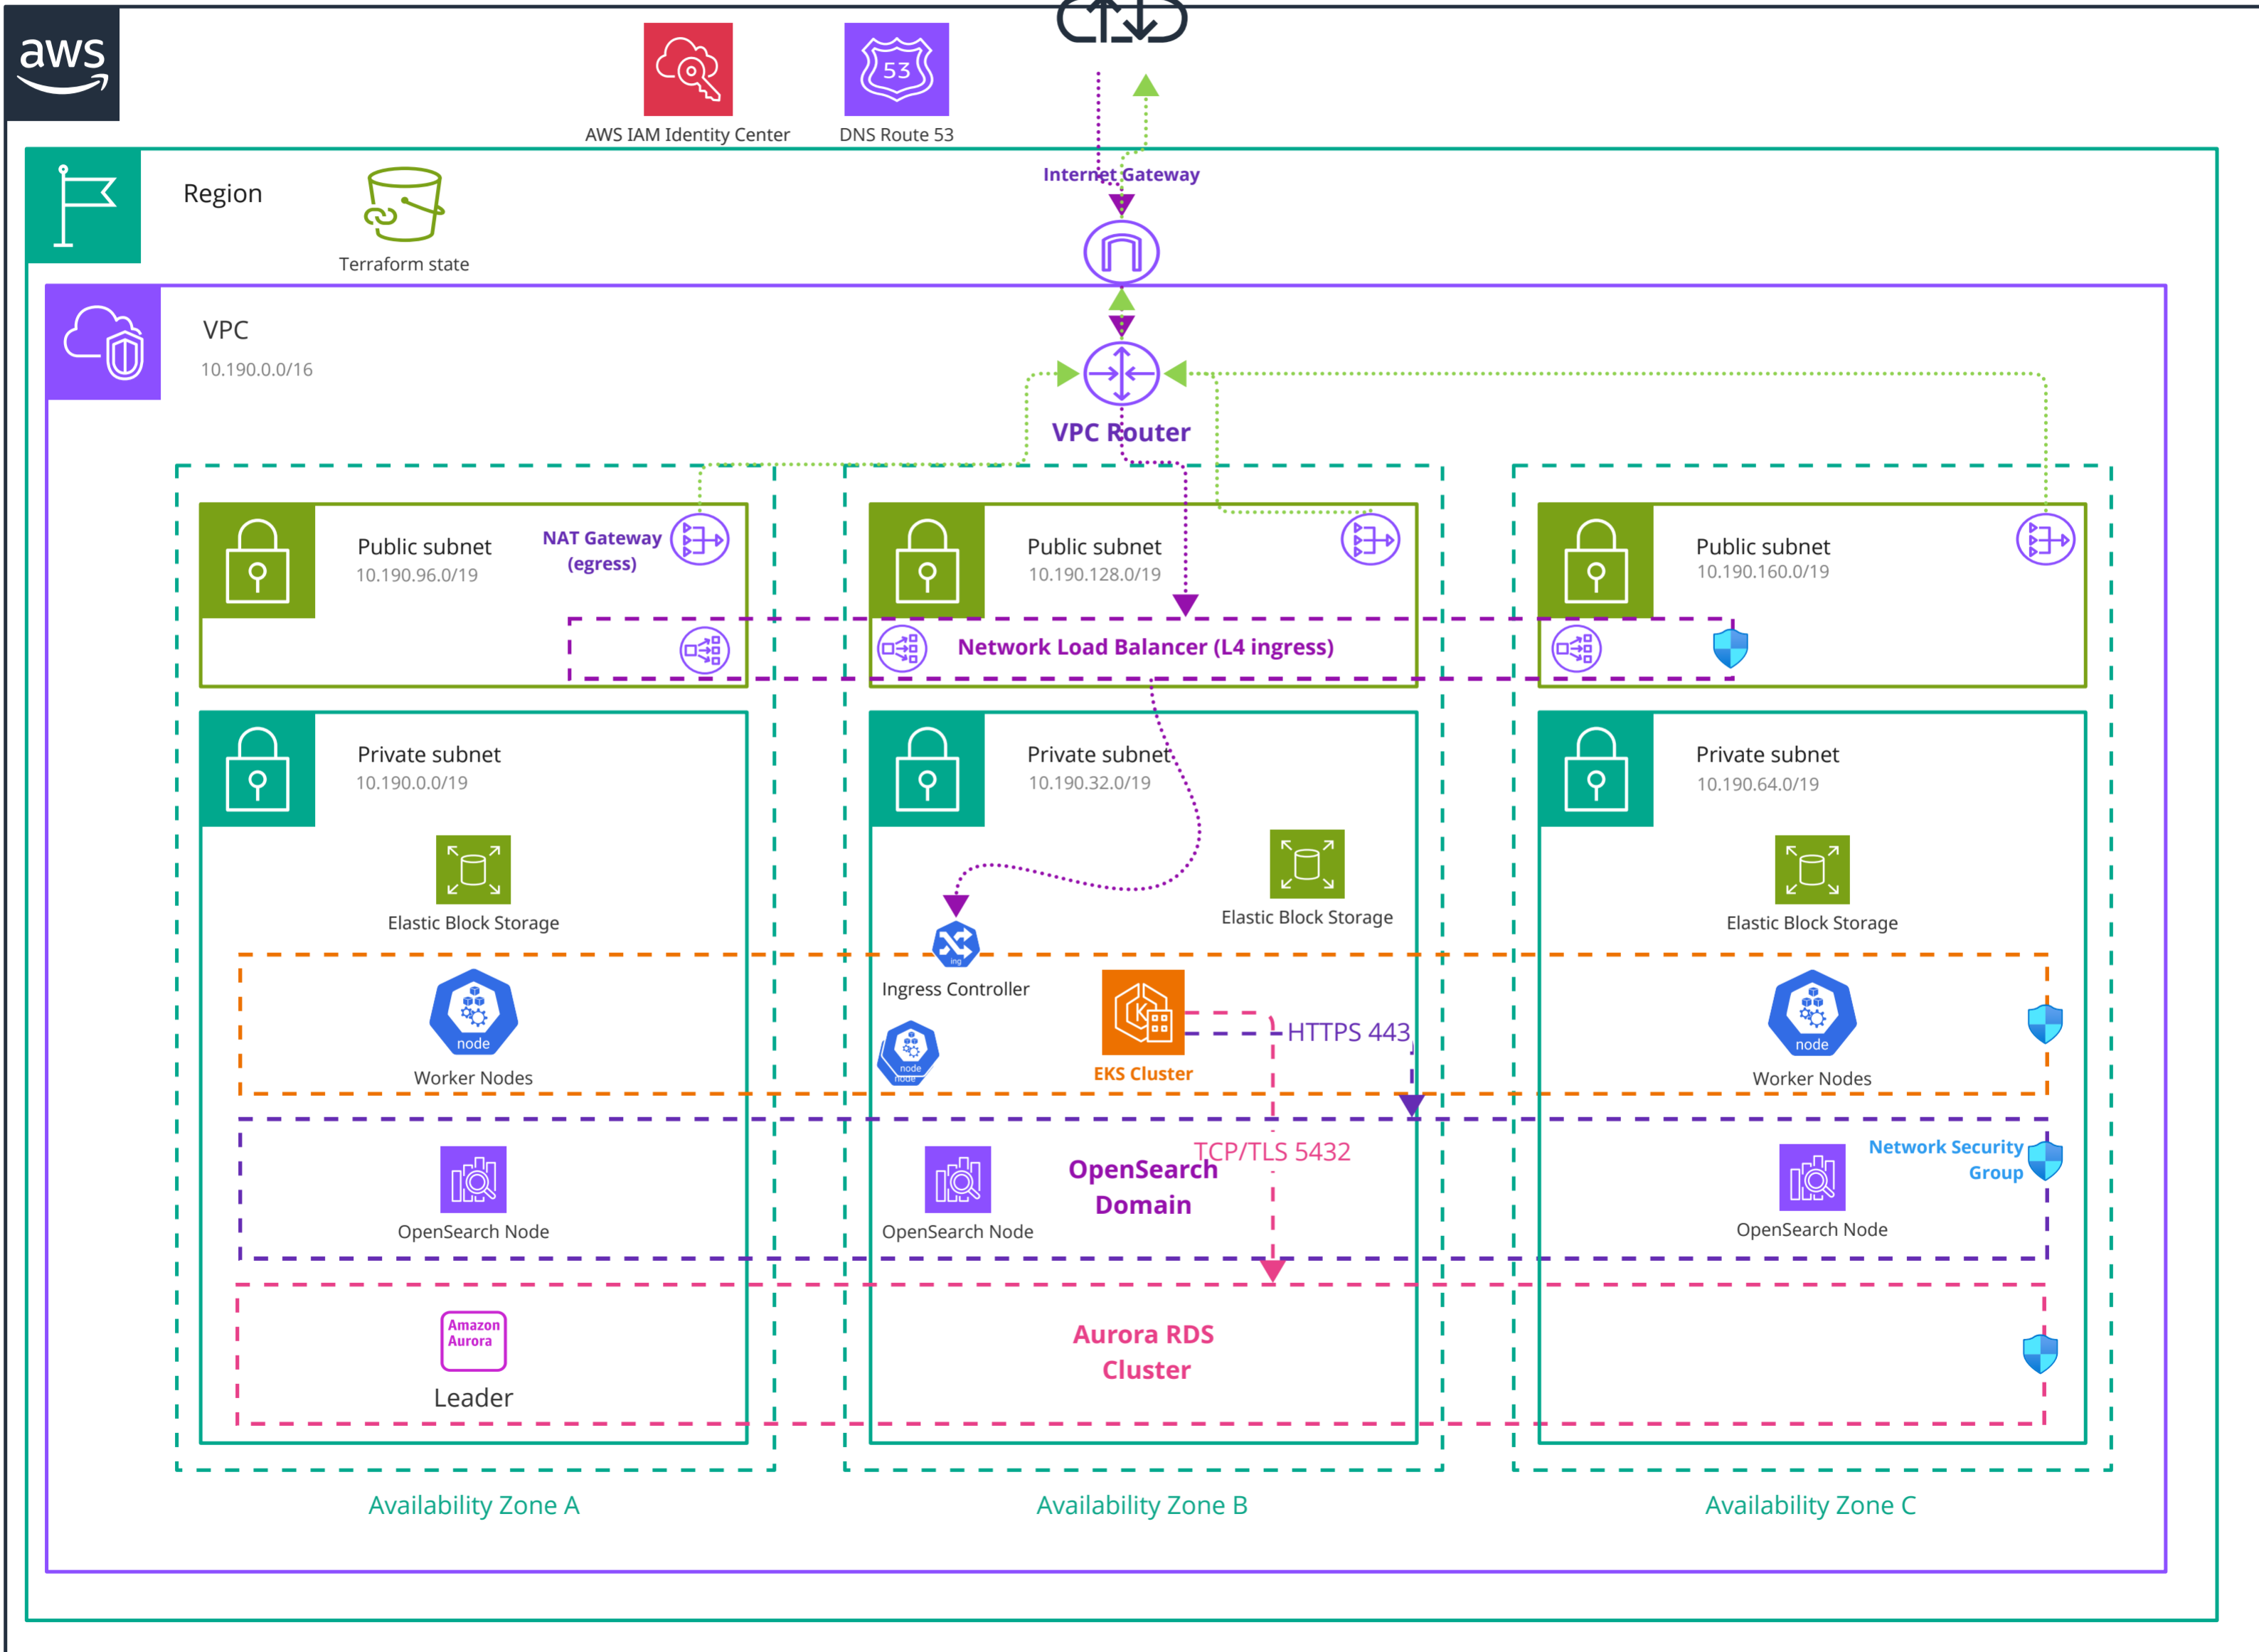 aws
53
AWS IAM Identity Center
DNS Route 53
Internet Gateway
Region
Terraform state
VPC
10.190.0.0/16
VPC Router
Public subnet
10.190.96.0/19
NAT Gateway
(egress)
Public subnet
10.190.128.0/19
Public subnet
10.190.160.0/19
Network Load Balancer (L4 ingress)
Private subnet
10.190.0.0/19
Private subnet
10.190.32.0/19
Private subnet
10.190.64.0/19
Elastic Block Storage
Elastic Block Storage
Elastic Block Storage
ing
Ingress Controller
node
Worker Nodes
node
node
K
EKS Cluster
HTTPS 443
node
Worker Nodes
TCP/TLS 5432
OpenSearch Node
OpenSearch Node
OpenSearch
Domain
OpenSearch Node
Network Security
Group
Amazon
Aurora
Leader
Aurora RDS
Cluster
Availability Zone A
Availability Zone B
Availability Zone C